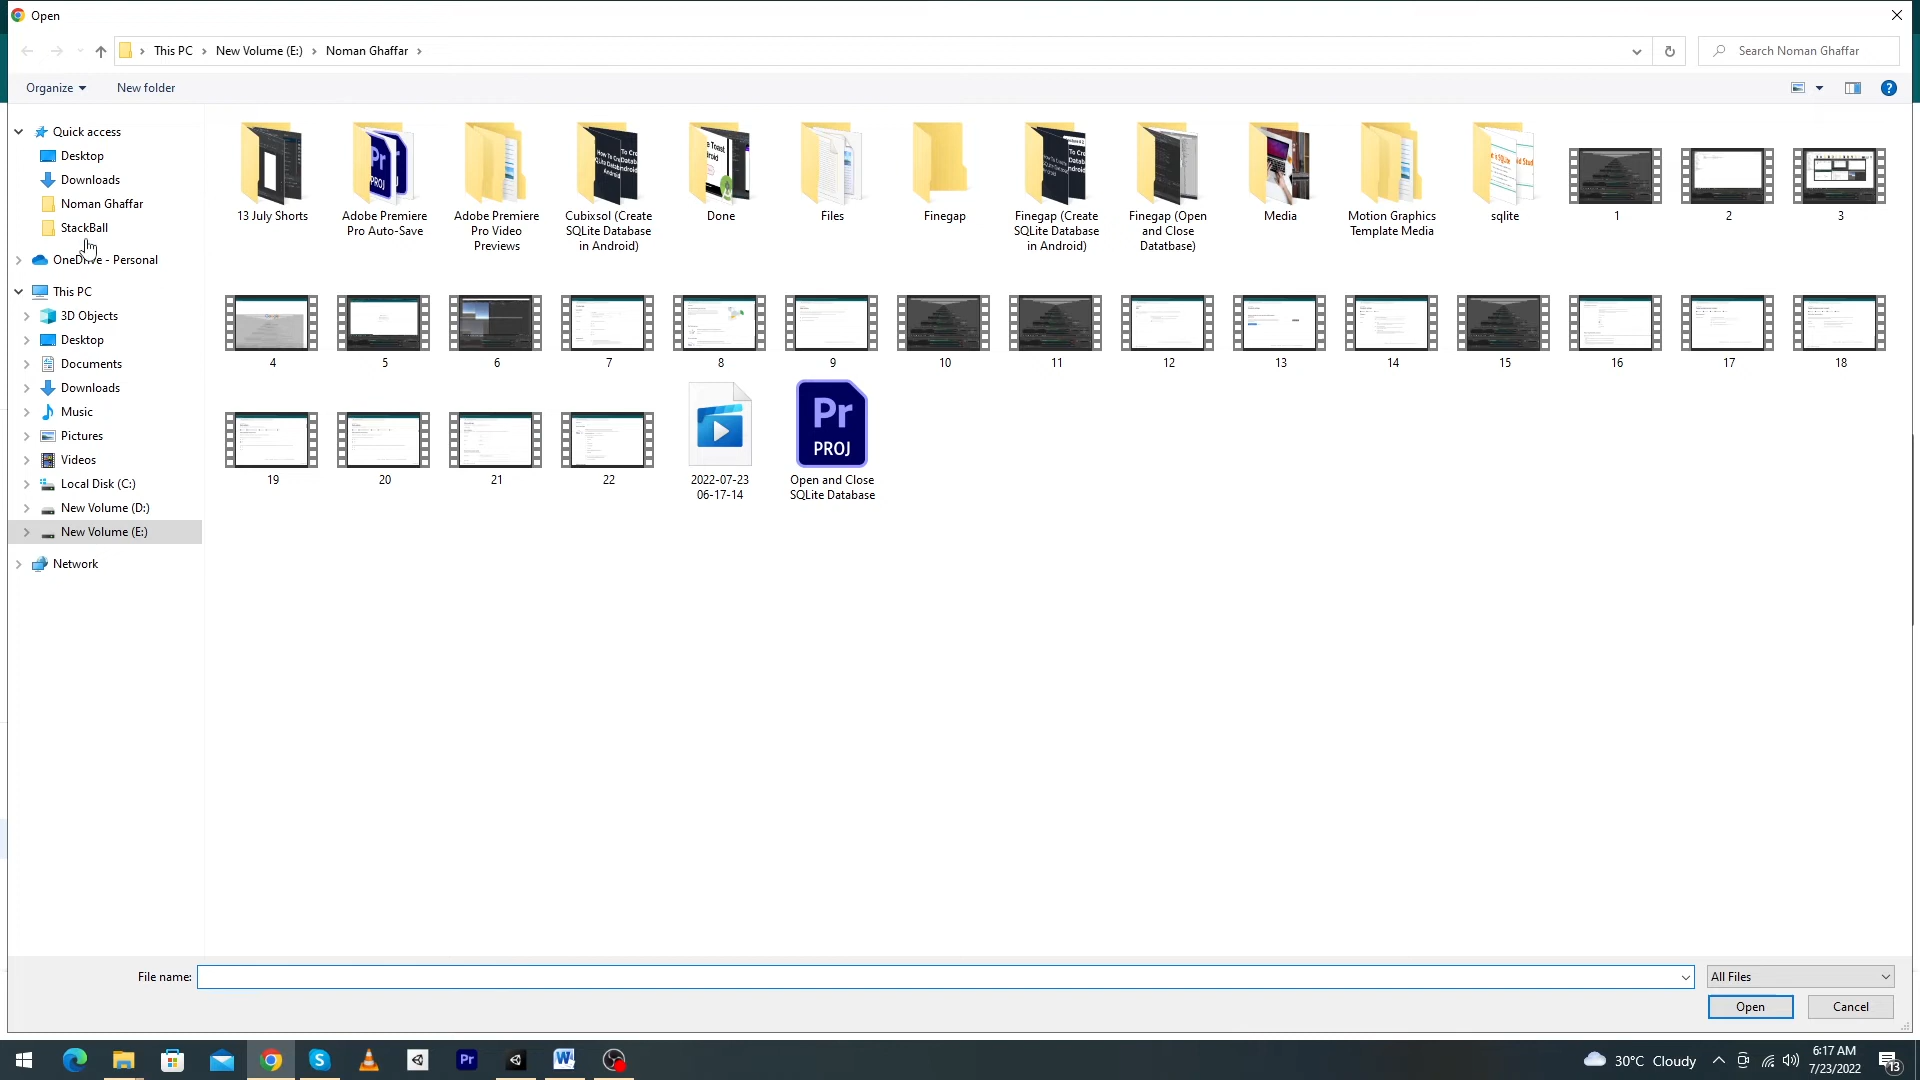 Open
This PC
New Volume (E:)
Noman Ghaffar
Search Noman Ghaffar
Organize
New folder
Quick access
Desktop
Downloads
Noman Ghaffar
StackBall
OneDrive - Personal
This PC
3D Objects
Desktop
Documents
Downloads
Music
Pictures
Videos
Local Disk (C:)
New Volume (D:)
New Volume (E:)
Network
13 July Shorts
Adobe Premiere
Pro Auto-Save
Adobe Premiere
Pro Video
Previews
Cubixsol (Create
SQLite Database
in Android)
Done
Files
Finegap
Finegap (Create
SQLite Database
in Android)
Finegap (Open
and Close
Datatbase)
Media
Motion Graphics
Template Media
sqlite
1
2
3
4
5
6
7
8
9
10
11
12
13
14
15
16
17
18
19
20
21
22
2022-07-23
06-17-14
Pr
PROJ
Open and Close
SQLite Database
File name:
All Files
Open
Cancel
30°C Cloudy
6:17 AM
7/23/2022
13